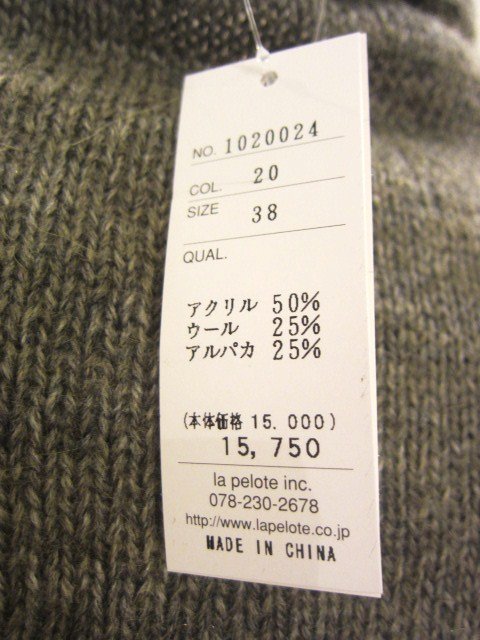 NO. 1020024
COL. 20
SIZE 38
QUAL.
アクリル 50%
ウール 25%
アルパカ 25%
(本体価格 15.000)
15,750
la pelote inc.
078-230-2678
http://www.lapelote.co.jp
MADE IN CHINA